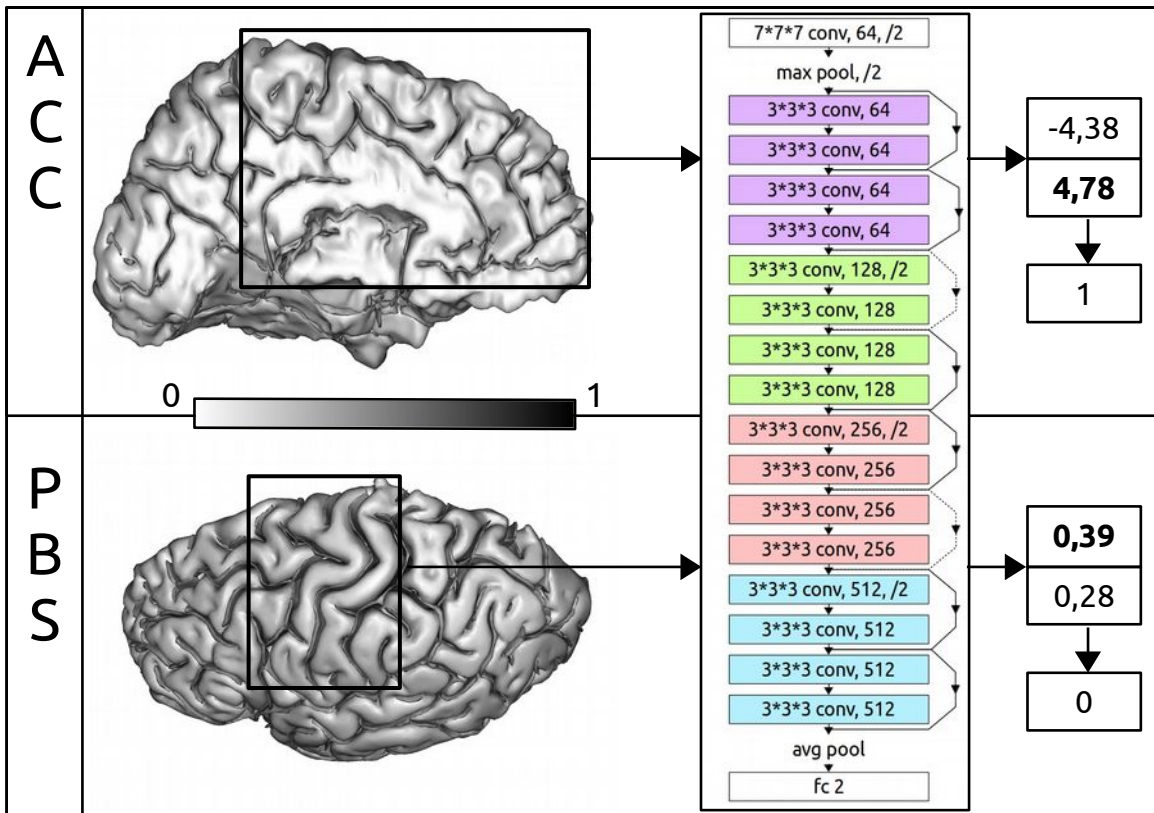 A
C
C
7*7*7 conv, 64, /2
max pool, /2
3*3*3 conv, 64
3*3*3 conv, 64
3*3*3 conv, 64
3*3*3 conv, 64
3*3*3 conv, 128, /2
3*3*3 conv, 128
3*3*3 conv, 128
3*3*3 conv, 128
3*3*3 conv, 256, /2
3*3*3 conv, 256
3*3*3 conv, 256
3*3*3 conv, 256
3*3*3 conv, 512, /2
3*3*3 conv, 512
3*3*3 conv, 512
3*3*3 conv, 512
avg pool
fc 2
-4,38
4,78
1
0
1
P
B
S
0,39
0,28
0